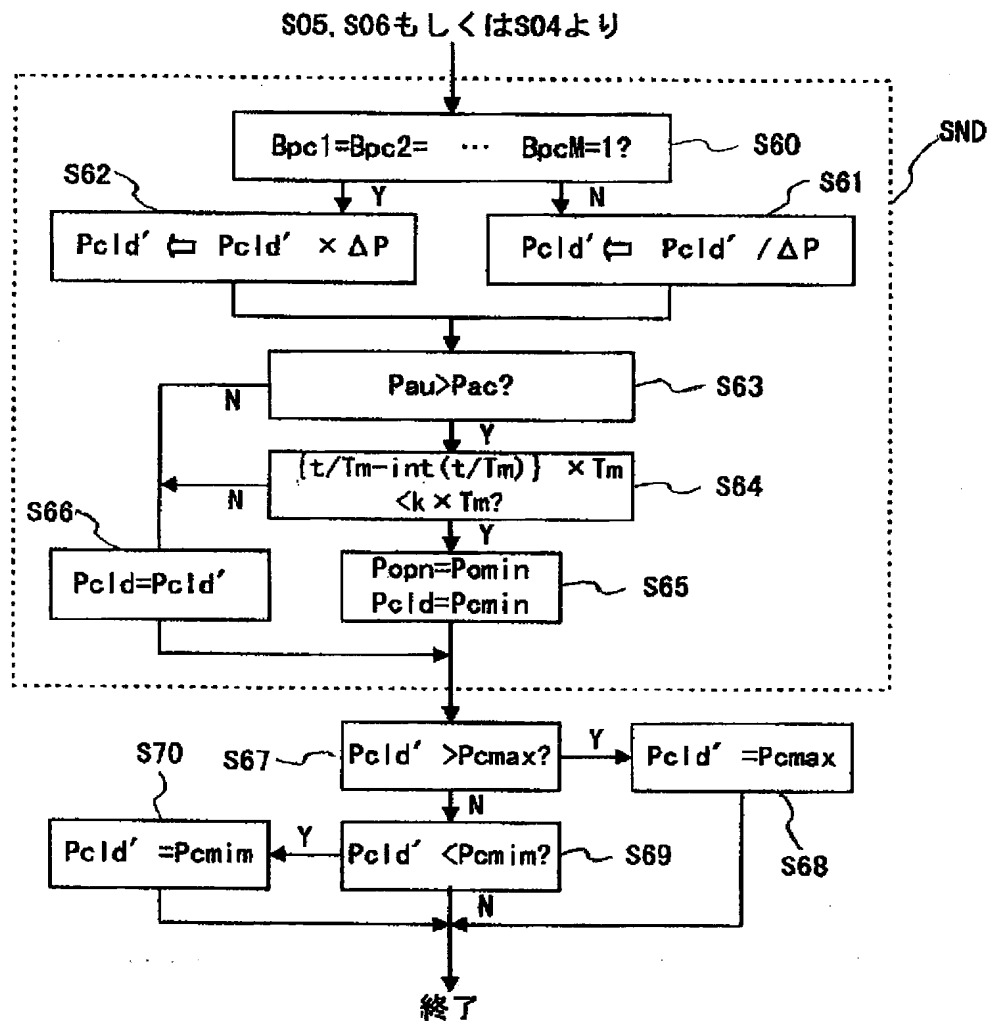 S05, S06もしくはS04より
SND
Bpc1=Bpc2= ··· BpcM=1?
S60
S62
Y
N
S61
Pcld′ ⇦ Pcld′ × ΔP
Pcld′ ⇦ Pcld′ / ΔP
Pau>Pac?
S63
N
Y
{t/Tm-int(t/Tm)} × Tm
<k × Tm?
S64
N
Y
S66
Pcld=Pcld′
Popn=Pomin
Pcld=Pcmin
S65
S67
Pcld′ >Pcmax?
Y
Pcld′ =Pcmax
S68
N
S70
Pcld′ =Pcmim
Y
Pcld′ <Pcmim?
S69
N
終了